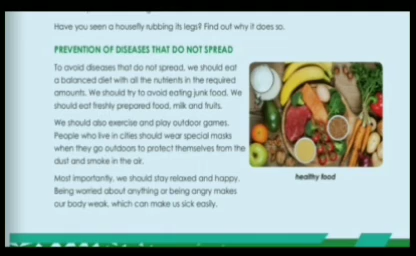 Have you seen a housefly rubbing its legs? Find out why it does so.
PREVENTION OF DISEASES THAT DO NOT SPREAD
To avoid diseases that do not spread, we should eat
a balanced diet with all the nutrients in the required
amounts. We should try to avoid eating junk food. We
should eat freshly prepared food, milk and fruits.
We should also exercise and play outdoor games.
People who live in cities should wear special masks
when they go outdoors to protect themselves from the
dust and smoke in the air.
Most importantly, we should stay relaxed and happy.
Being worried about anything or being angry makes
our body weak, which can make us sick easily.
healthy food